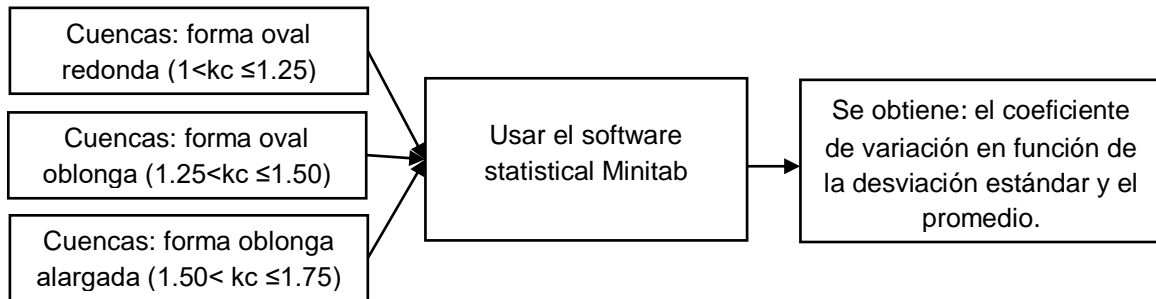 Cuencas: forma oval
redonda (1<kc ≤1.25)
Cuencas: forma oval
oblonga (1.25<kc ≤1.50)
Cuencas: forma oblonga
alargada (1.50< kc ≤1.75)
Usar el software
statistical Minitab
Se obtiene: el coeficiente
de variación en función de
la desviación estándar y el
promedio.